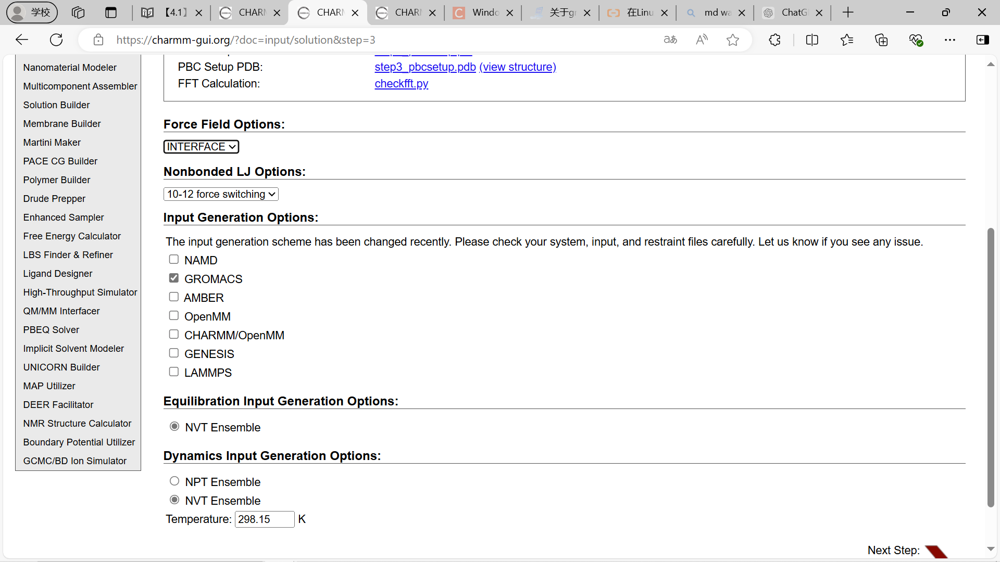 学校
【4.1】
CHARM
CHARM
CHARM
Windo
关于gr
在Linu
md wa
ChatG
https://charmm-gui.org/?doc=input/solution&step=3
Nanomaterial Modeler
Multicomponent Assembler
Solution Builder
Membrane Builder
Martini Maker
PACE CG Builder
Polymer Builder
Drude Prepper
Enhanced Sampler
Free Energy Calculator
LBS Finder & Refiner
Ligand Designer
High-Throughput Simulator
QM/MM Interfacer
PBEQ Solver
Implicit Solvent Modeler
UNICORN Builder
MAP Utilizer
DEER Facilitator
NMR Structure Calculator
Boundary Potential Utilizer
GCMC/BD Ion Simulator
PBC Setup PDB: step3_pbcsetup.pdb (view structure)
FFT Calculation: checkfft.py
Force Field Options:
INTERFACE
Nonbonded LJ Options:
10-12 force switching
Input Generation Options:
The input generation scheme has been changed recently. Please check your system, input, and restraint files carefully. Let us know if you see any issue.
NAMD
GROMACS
AMBER
OpenMM
CHARMM/OpenMM
GENESIS
LAMMPS
Equilibration Input Generation Options:
NVT Ensemble
Dynamics Input Generation Options:
NPT Ensemble
NVT Ensemble
Temperature: 298.15 K
Next Step: